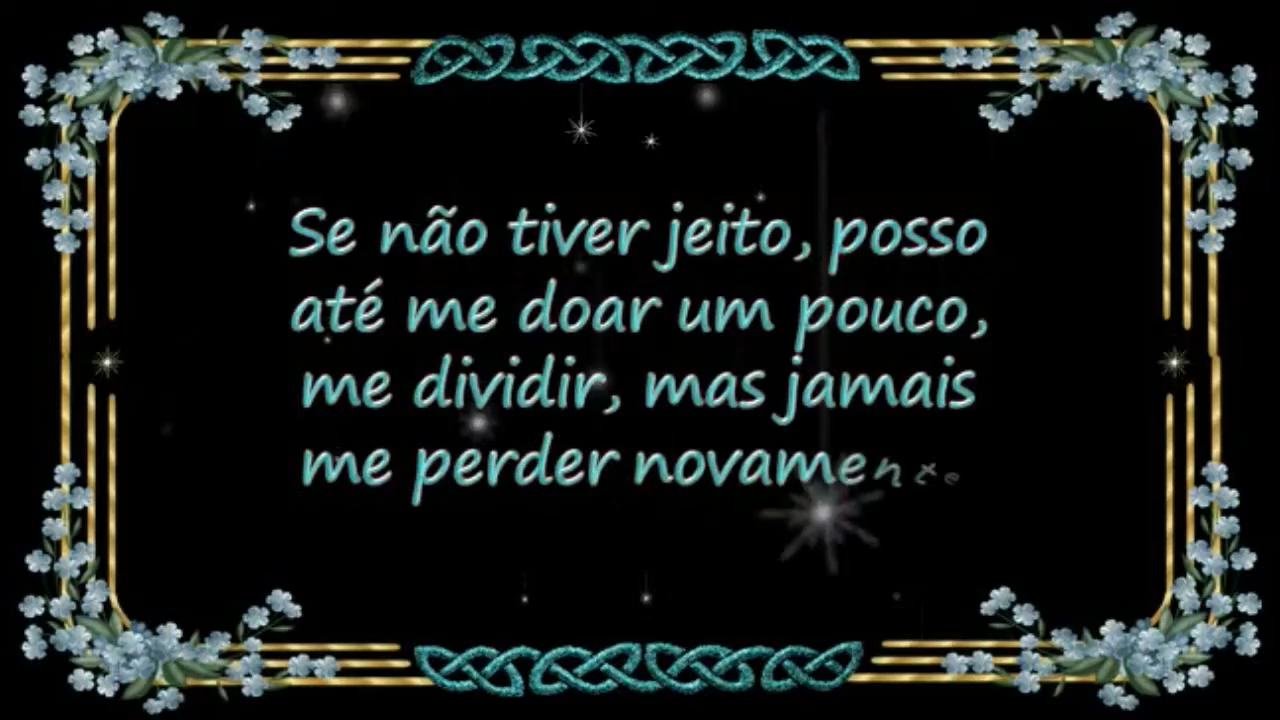 Se não tiver jeito, posso
até me doar um pouco,
me dividir, mas jamais
me perder novamente